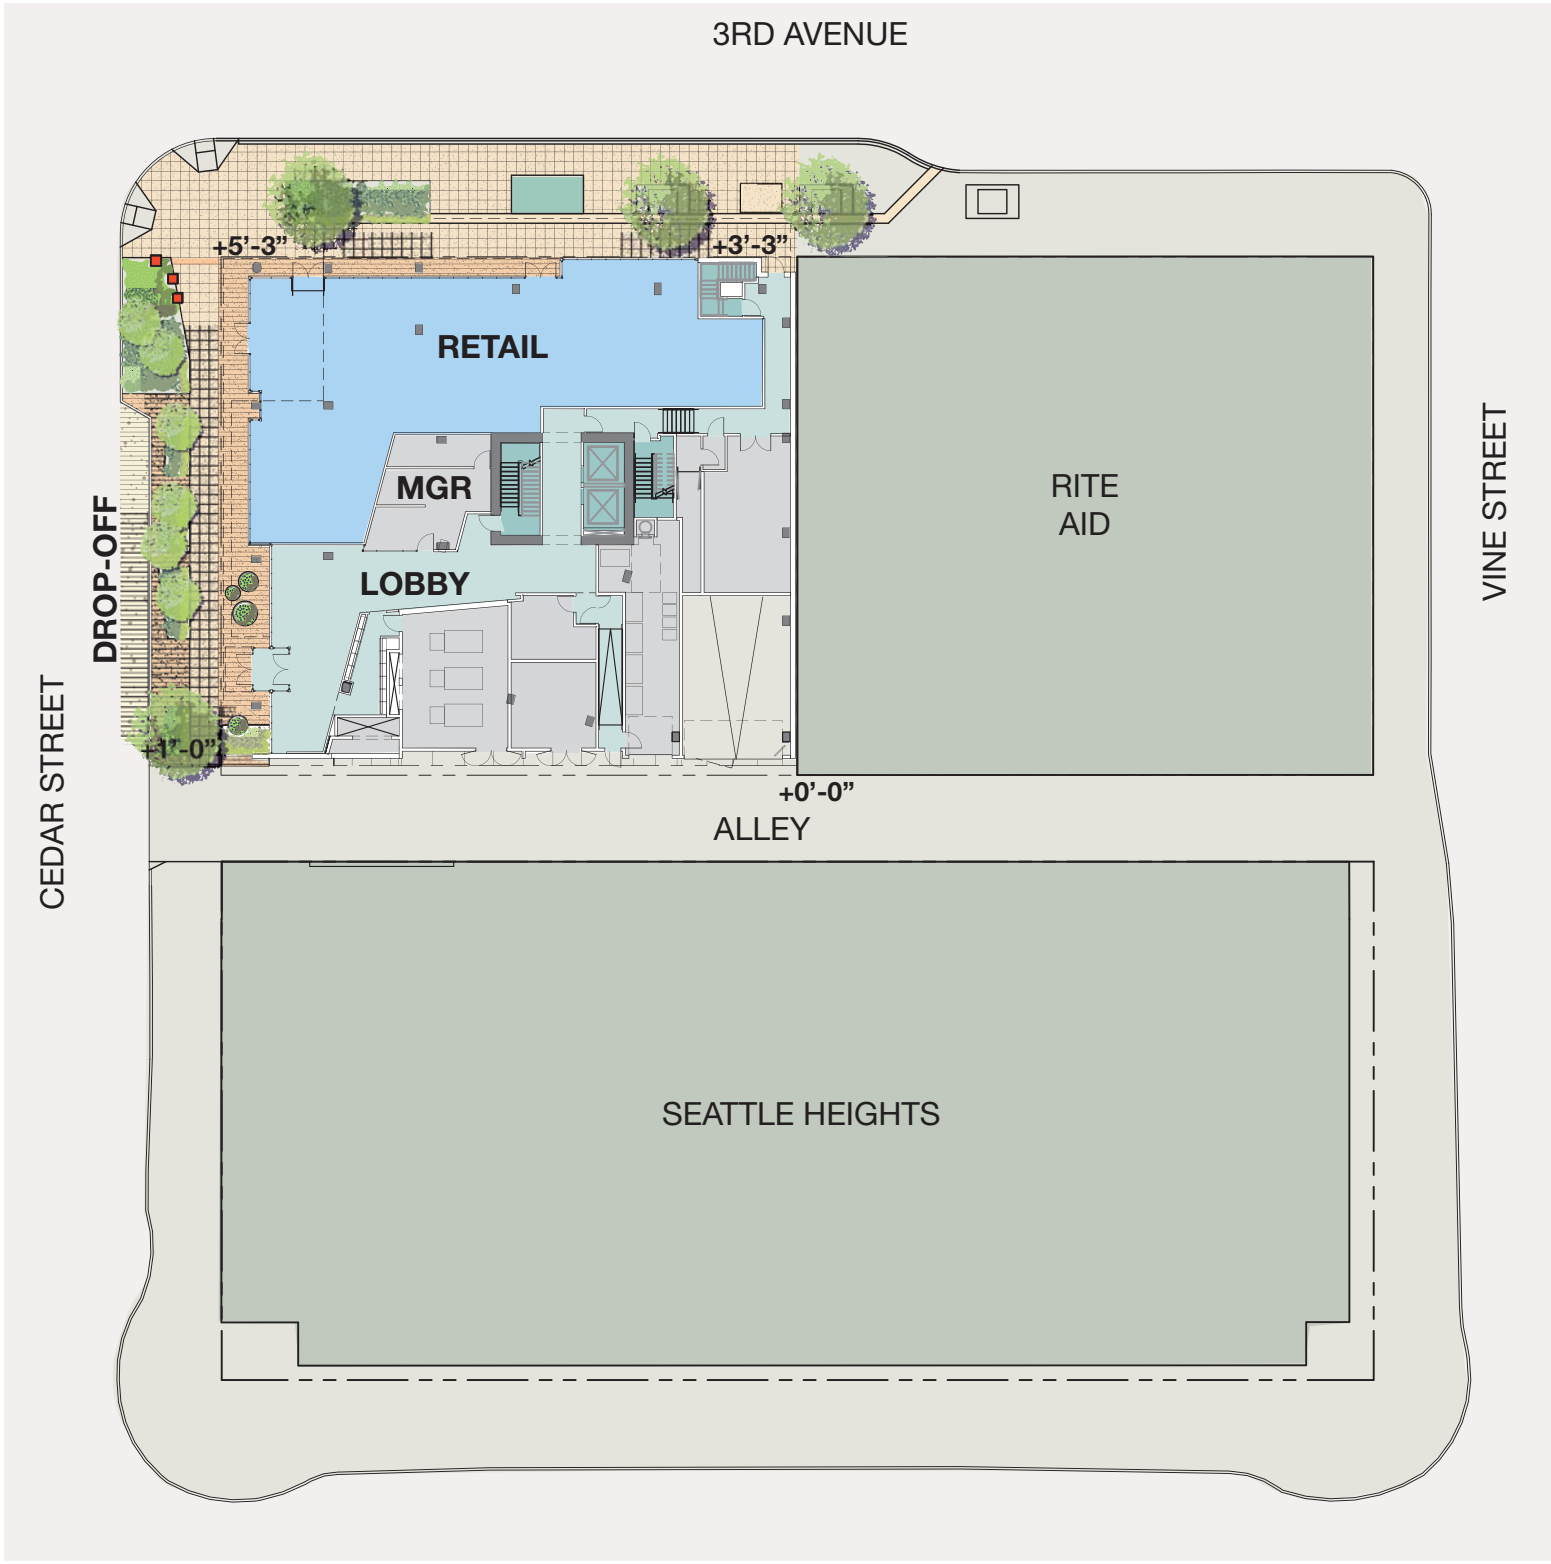 3RD AVENUE
+5’-3”
+3’-3”
RETAIL
MGR
LOBBY
DROP-OFF
CEDAR STREET
+1’-0”
RITE
AID
VINE STREET
+0’-0”
ALLEY
SEATTLE HEIGHTS